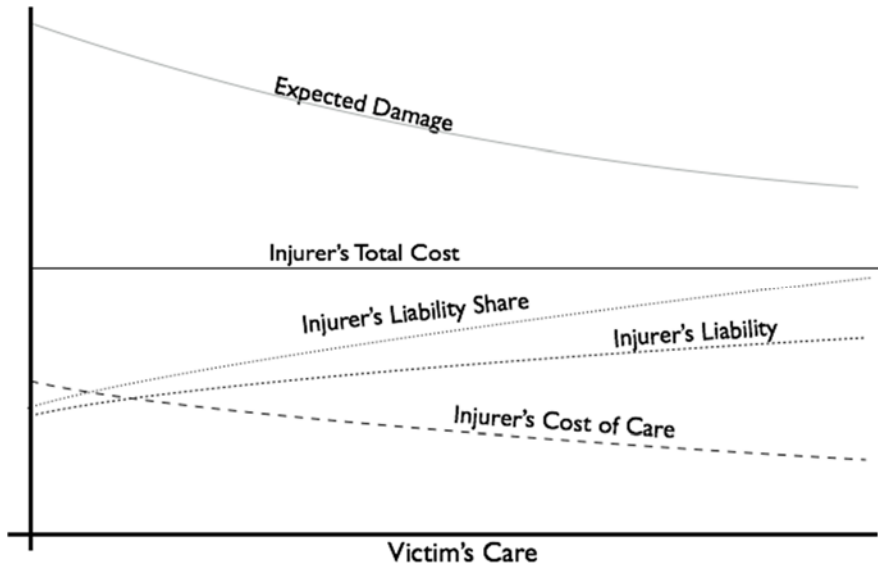 Expected Damage
Injurer's Total Cost
Injurer's Liability Share
Injurer's Liability
Injurer's Cost of Care
Victim's Care